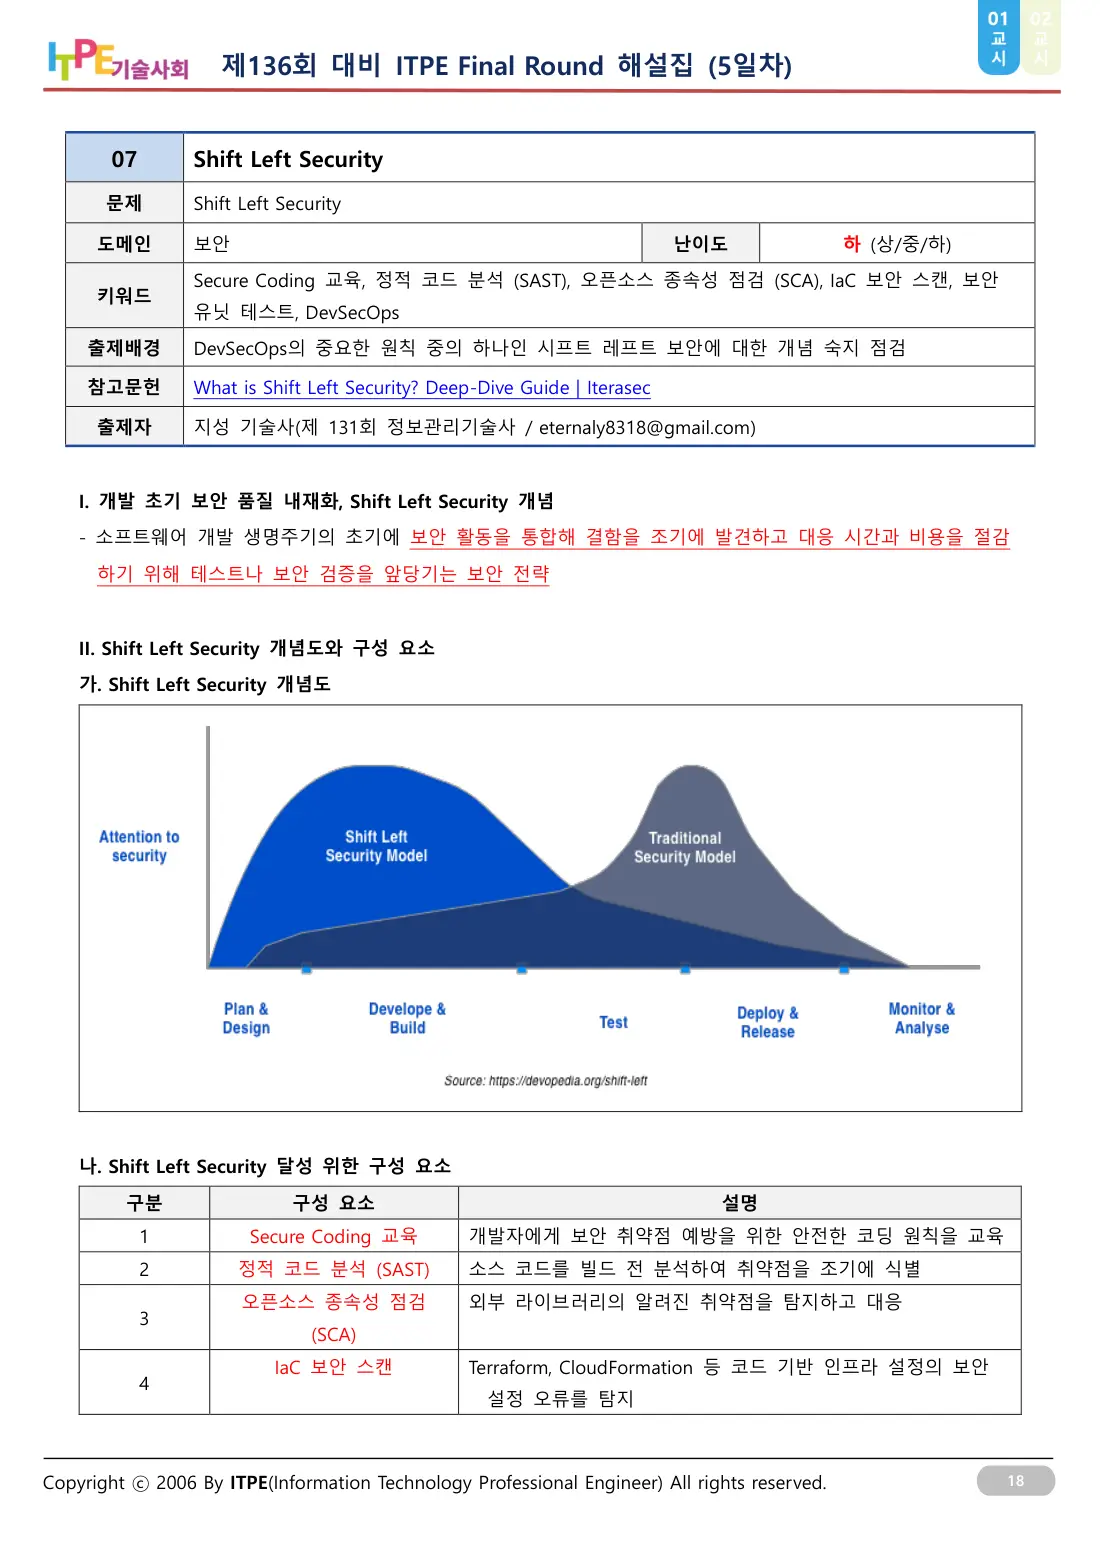 ITPE기술사회 제136회 대비 ITPE Final Round 해설집 (5일차)
01 교시
02 교시
07 Shift Left Security
문제 Shift Left Security
도메인 보안 난이도 하 (상/중/하)
키워드 Secure Coding 교육, 정적 코드 분석 (SAST), 오픈소스 종속성 점검 (SCA), IaC 보안 스캔, 보안
유닛 테스트, DevSecOps
출제배경 DevSecOps의 중요한 원칙 중의 하나인 시프트 레프트 보안에 대한 개념 숙지 점검
참고문헌 What is Shift Left Security? Deep-Dive Guide | Iterasec
출제자 지성 기술사(제 131회 정보관리기술사 / eternaly8318@gmail.com)
I. 개발 초기 보안 품질 내재화, Shift Left Security 개념
- 소프트웨어 개발 생명주기의 초기에 보안 활동을 통합해 결함을 조기에 발견하고 대응 시간과 비용을 절감
하기 위해 테스트나 보안 검증을 앞당기는 보안 전략
II. Shift Left Security 개념도와 구성 요소
가. Shift Left Security 개념도
Attention to
security
Shift Left
Security Model
Traditional
Security Model
Plan &
Design
Develope &
Build
Test
Deploy &
Release
Monitor &
Analyse
Source: https://devopedia.org/shift-left
나. Shift Left Security 달성 위한 구성 요소
구분 구성 요소 설명
1 Secure Coding 교육 개발자에게 보안 취약점 예방을 위한 안전한 코딩 원칙을 교육
2 정적 코드 분석 (SAST) 소스 코드를 빌드 전 분석하여 취약점을 조기에 식별
3 오픈소스 종속성 점검
(SCA) 외부 라이브러리의 알려진 취약점을 탐지하고 대응
4 IaC 보안 스캔 Terraform, CloudFormation 등 코드 기반 인프라 설정의 보안
설정 오류를 탐지
Copyright ⓒ 2006 By ITPE(Information Technology Professional Engineer) All rights reserved.
18